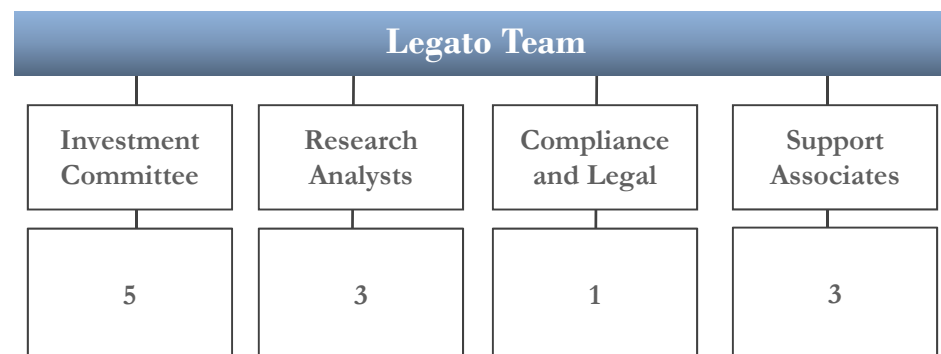 Legato Team
Investment
Committee
Research
Analysts
Compliance
and Legal
Support
Associates
5
3
1
3